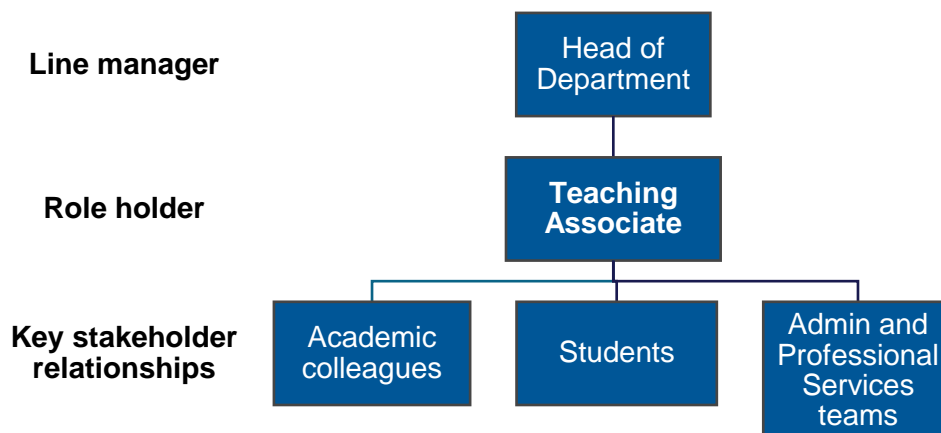 Line manager
Head of
Department
Role holder
Teaching
Associate
Key stakeholder
relationships
Academic
colleagues
Students
Admin and
Professional
Services
teams